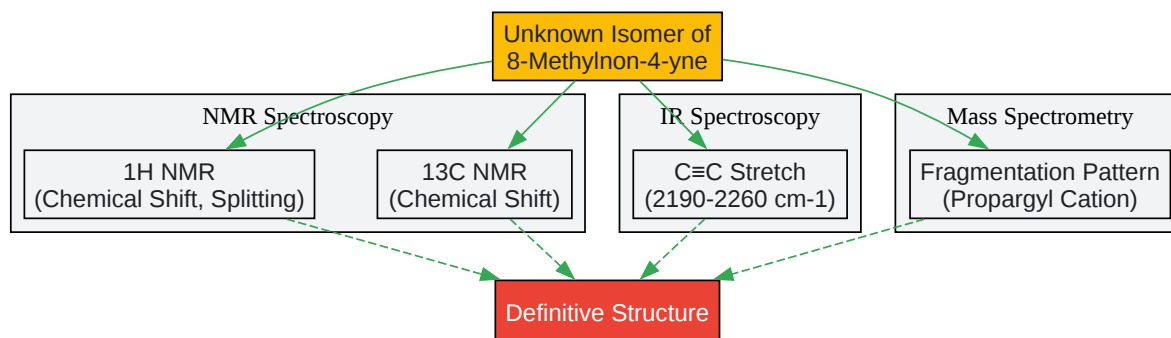 Unknown Isomer of
8-Methylnon-4-yne
NMR Spectroscopy
IR Spectroscopy
Mass Spectrometry
1H NMR
(Chemical Shift, Splitting)
13C NMR
(Chemical Shift)
C≡C Stretch
(2190-2260 cm-1)
Fragmentation Pattern
(Propargyl Cation)
Definitive Structure